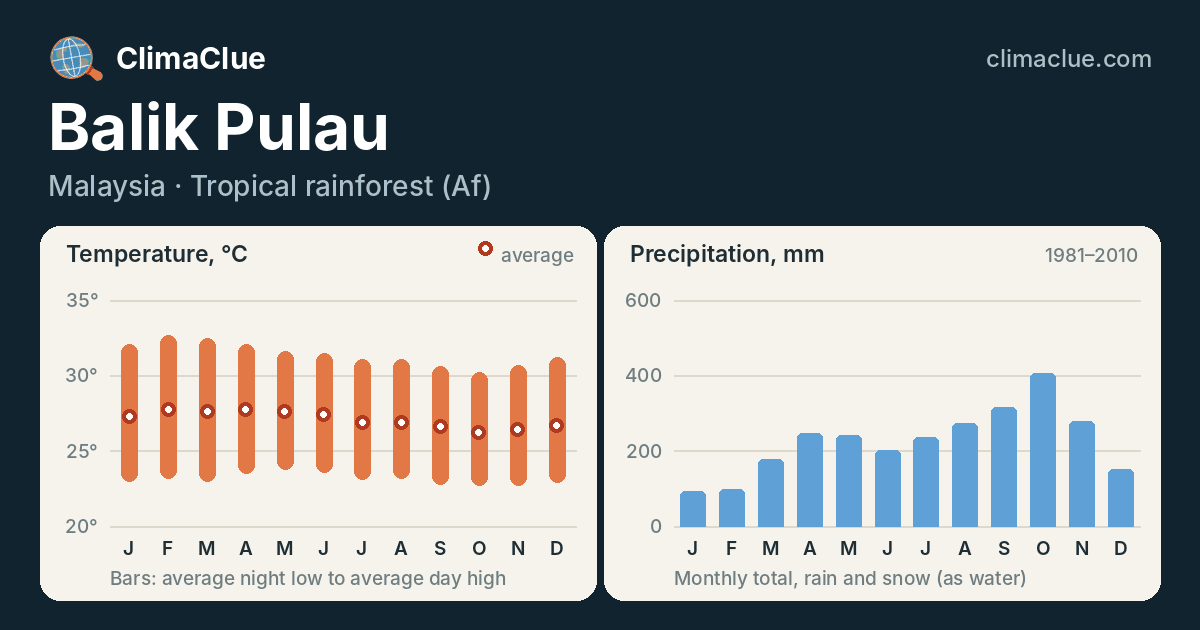 ClimaClue
climaclue.com
Balik Pulau
Malaysia · Tropical rainforest (Af)
Temperature, °C
average
35°
30°
25°
20°
J F M A M J J A S O N D
Bars: average night low to average day high
Precipitation, mm
1981–2010
600
400
200
0
J F M A M J J A S O N D
Monthly total, rain and snow (as water)